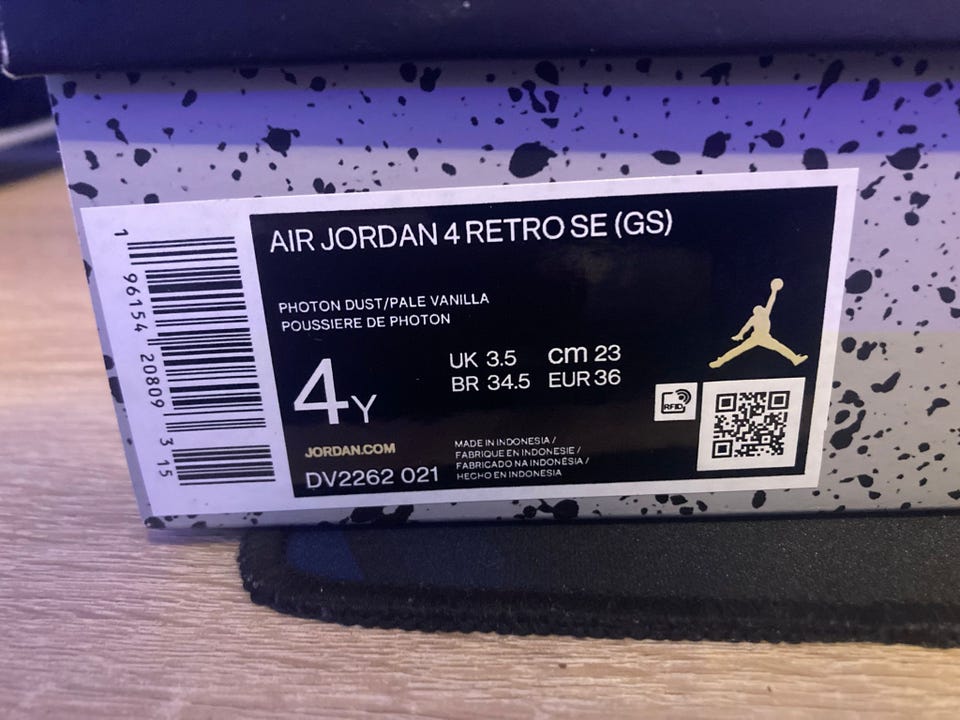 AIR JORDAN 4 RETRO SE (GS)
PHOTON DUST/PALE VANILLA
POUSSIERE DE PHOTON
4Y
UK 3.5 cm 23
BR 34.5 EUR 36
RFID
JORDAN.COM
DV2262 021
MADE IN INDONESIA /
FABRIQUE EN INDONESIE /
FABRICADO NA INDONÉSIA /
HECHO EN INDONESIA
1 96154 20809 3 15